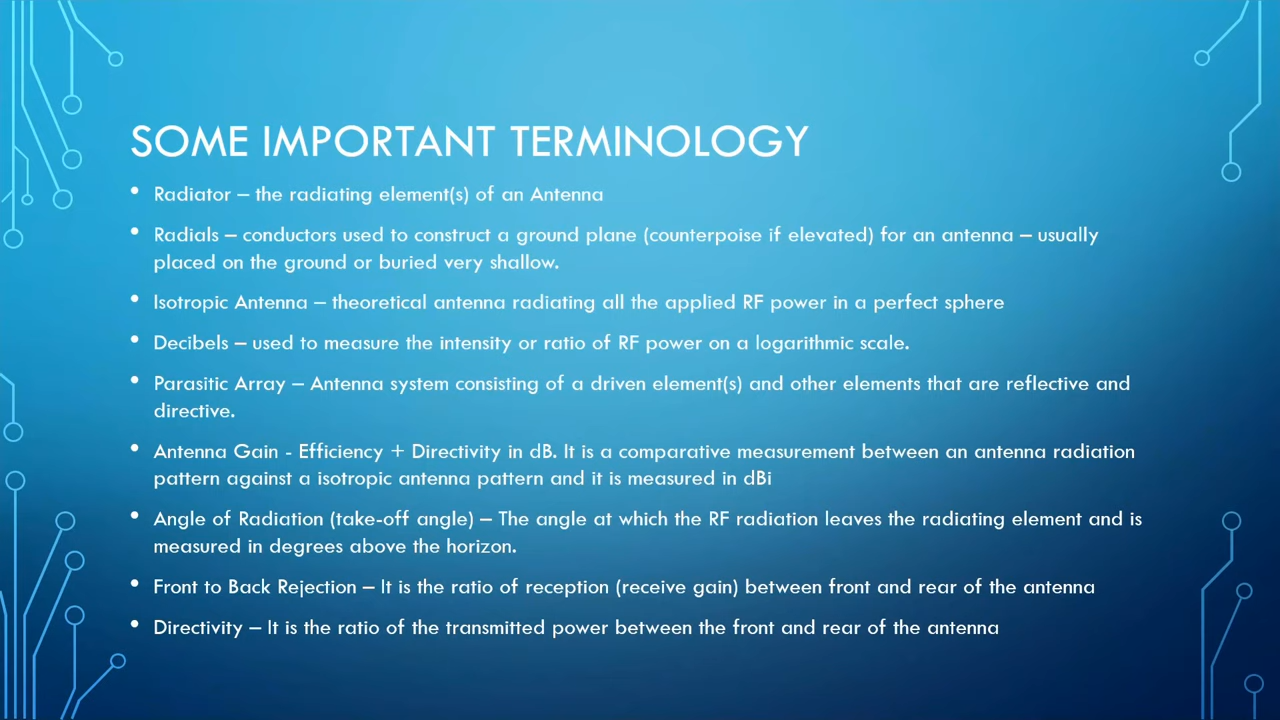 SOME IMPORTANT TERMINOLOGY
• Radiator – the radiating element(s) of an Antenna
• Radials – conductors used to construct a ground plane (counterpoise if elevated) for an antenna – usually
placed on the ground or buried very shallow.
• Isotropic Antenna – theoretical antenna radiating all the applied RF power in a perfect sphere
• Decibels – used to measure the intensity or ratio of RF power on a logarithmic scale.
• Parasitic Array – Antenna system consisting of a driven element(s) and other elements that are reflective and
directive.
• Antenna Gain - Efficiency + Directivity in dB. It is a comparative measurement between an antenna radiation
pattern against a isotropic antenna pattern and it is measured in dBi
• Angle of Radiation (take-off angle) – The angle at which the RF radiation leaves the radiating element and is
measured in degrees above the horizon.
• Front to Back Rejection – It is the ratio of reception (receive gain) between front and rear of the antenna
• Directivity – It is the ratio of the transmitted power between the front and rear of the antenna